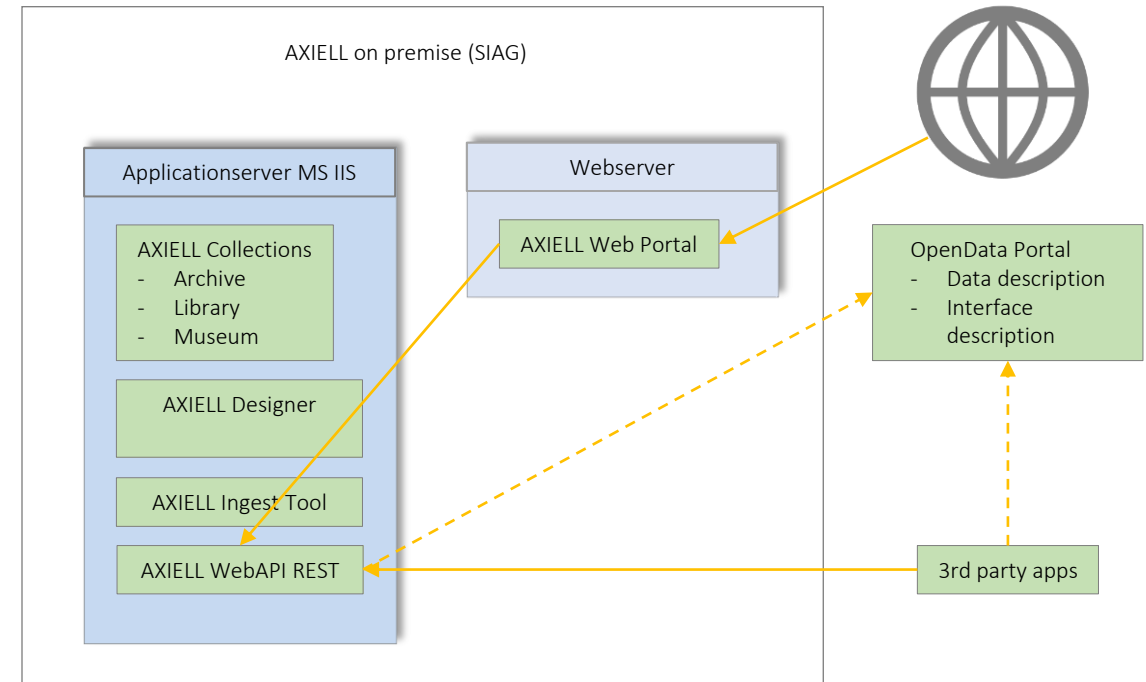 AXIELL on premise (SIAG)
Applicationserver MS IIS
AXIELL Collections
- Archive
- Library
- Museum
AXIELL Designer
AXIELL Ingest Tool
AXIELL WebAPI REST
Webserver
AXIELL Web Portal
OpenData Portal
- Data description
- Interface
description
3rd party apps